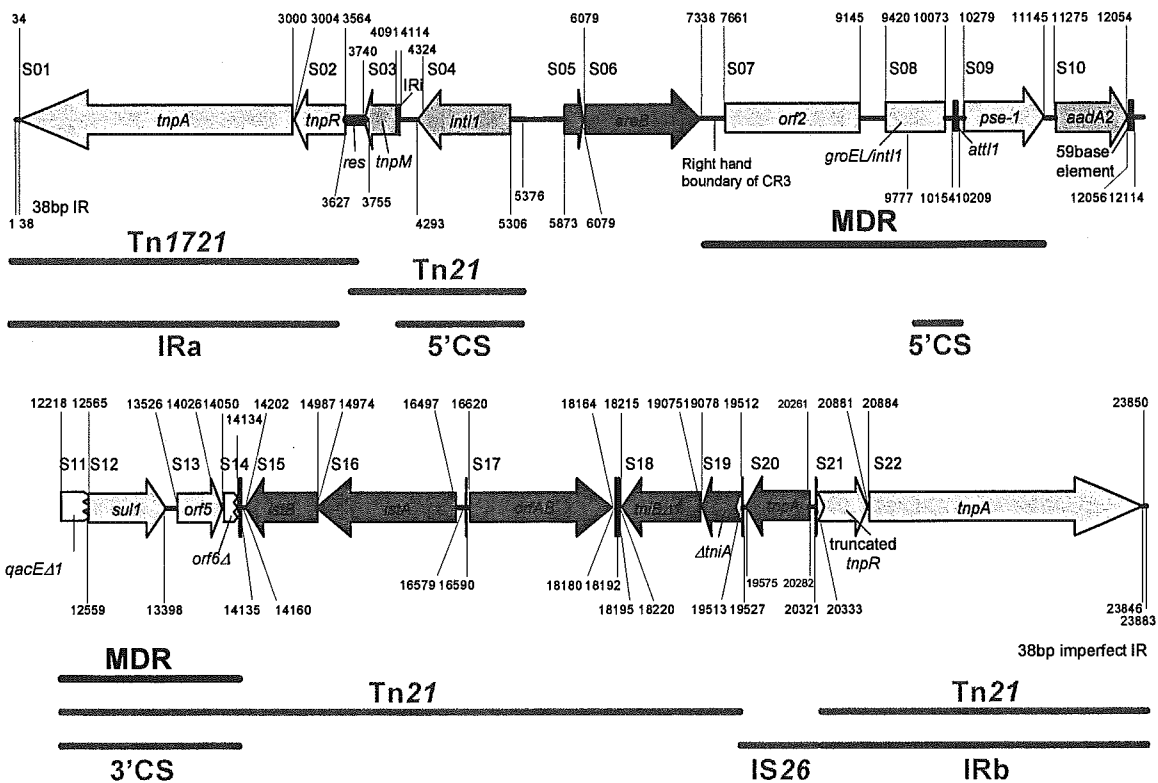 34 3000 3004 3564 4091 4114 6079 7338 7661 9145 9420 10073 10279 11145 11275 12054
3740 4324
S01 S02 S03 IRi S04 S05 S06 S07 S08 S09 S10
tnpA tnpR intI1 sreB orf2 pse-1 aadA2
res tnpM groEL/intI1 attI1
Right hand
boundary of CR3
59base
element
38bp IR
1 38 3627 3755 4293 5306 5376 5873 6079 9777 10154 10209 12056 12114
Tn1721
MDR
Tn21
IRa
5'CS
5'CS
12218 12565 13526 14026 14050 14202 14987 14974 16497 16620 18164 18215 19075 19078 19512 20261 20881 20884 23850
14134
S11 S12 S13 S14 S15 S16 S17 S18 S19 S20 S21 S22
sul1 orf5 istB istA orfAB tniBΔ1 tnpA tnpA
qacEΔ1 orf6Δ ΔtniA
truncated
tnpR
16579 16590 18180 18192 19575 20282
12559 13398 14135 14160 18195 18220 19513 19527 20321 20333 23846
23883
38bp imperfect IR
MDR
Tn21
Tn21
3'CS
IS26
IRb